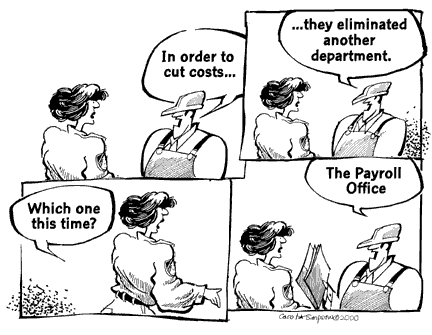 In order to
cut costs...
...they eliminated
another
department.
Which one
this time?
The Payroll
Office